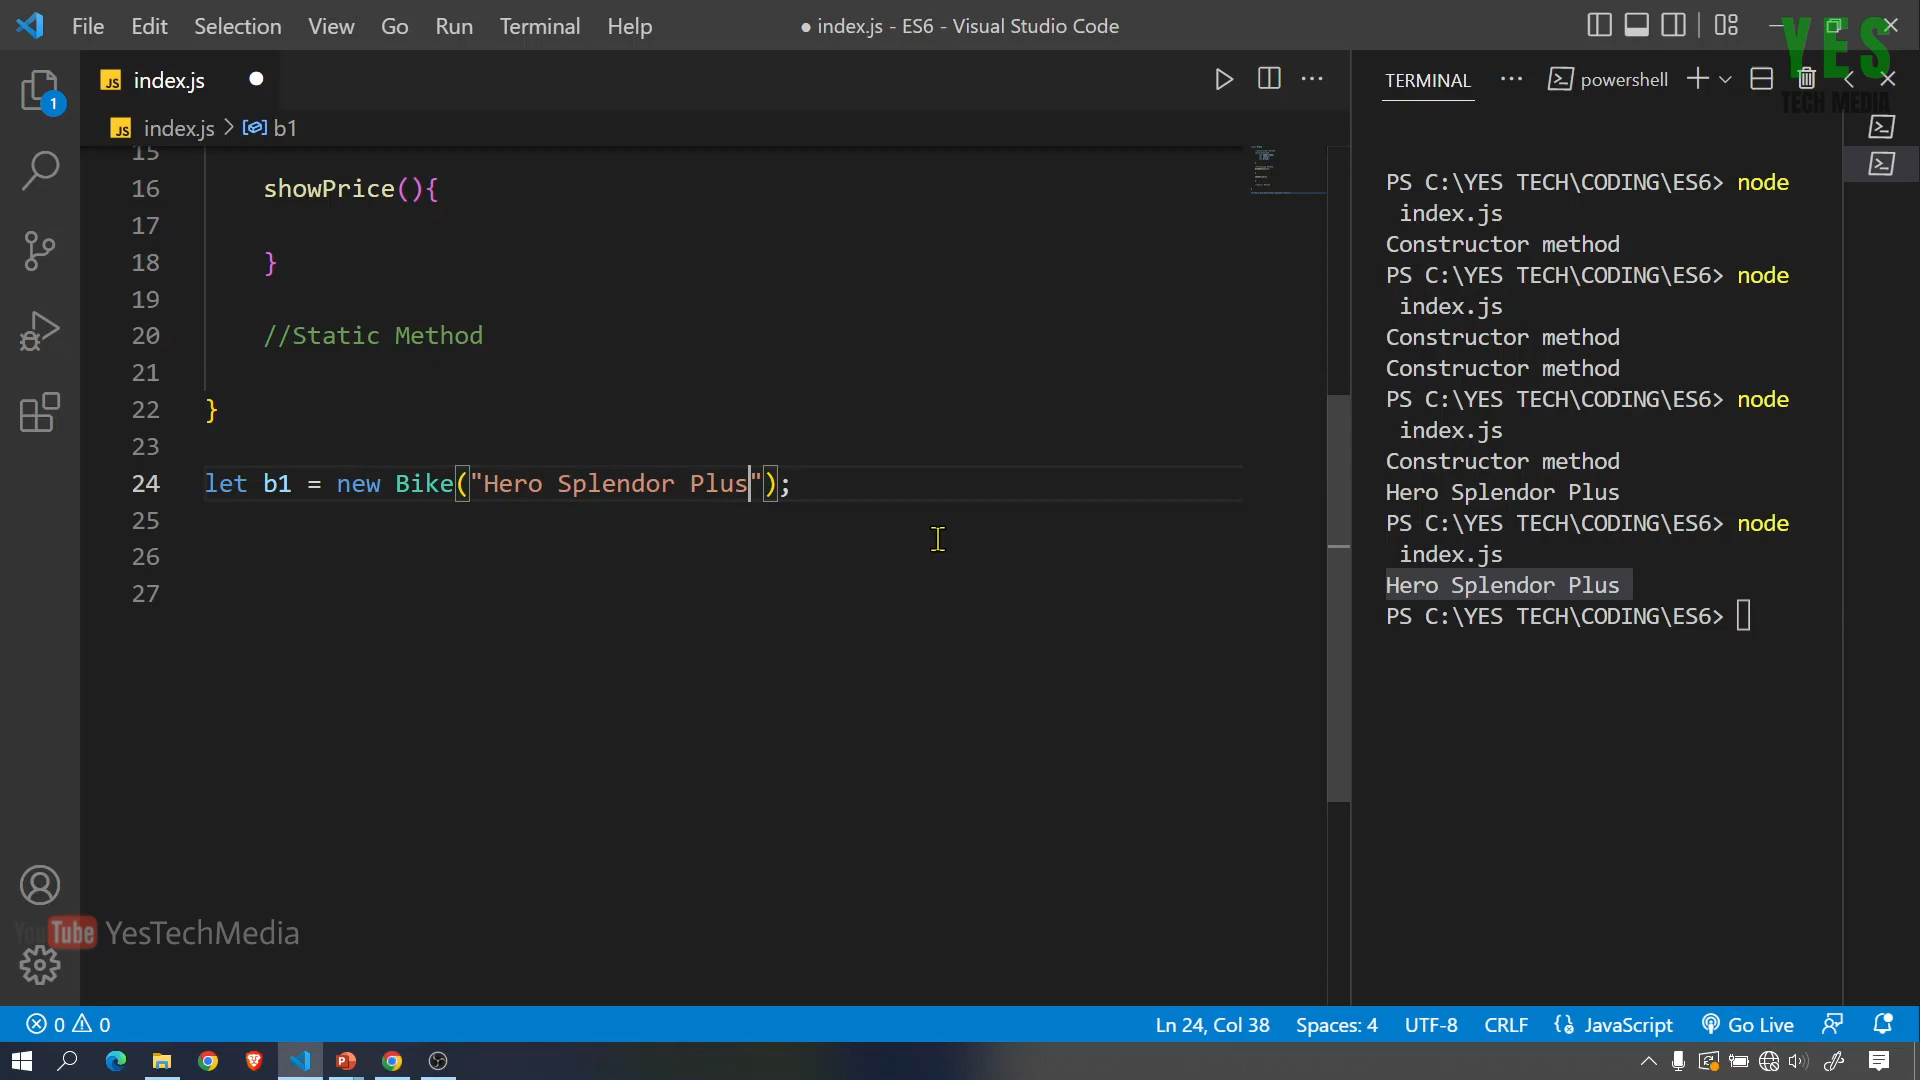 File Edit Selection View Go Run Terminal Help
● index.js - ES6 - Visual Studio Code
YES
TECH MEDIA
JS index.js
TERMINAL ... powershell
JS index.js > b1
1
15
16 showPrice(){
17
18 }
19
20 //Static Method
21
22 }
23
24 let b1 = new Bike("Hero Splendor Plus");
25
26
27
PS C:\YES TECH\CODING\ES6> node
index.js
Constructor method
PS C:\YES TECH\CODING\ES6> node
index.js
Constructor method
Constructor method
PS C:\YES TECH\CODING\ES6> node
index.js
Constructor method
Hero Splendor Plus
PS C:\YES TECH\CODING\ES6> node
index.js
Hero Splendor Plus
PS C:\YES TECH\CODING\ES6>
YouTube YesTechMedia
0 0 Ln 24, Col 38 Spaces: 4 UTF-8 CRLF JavaScript Go Live